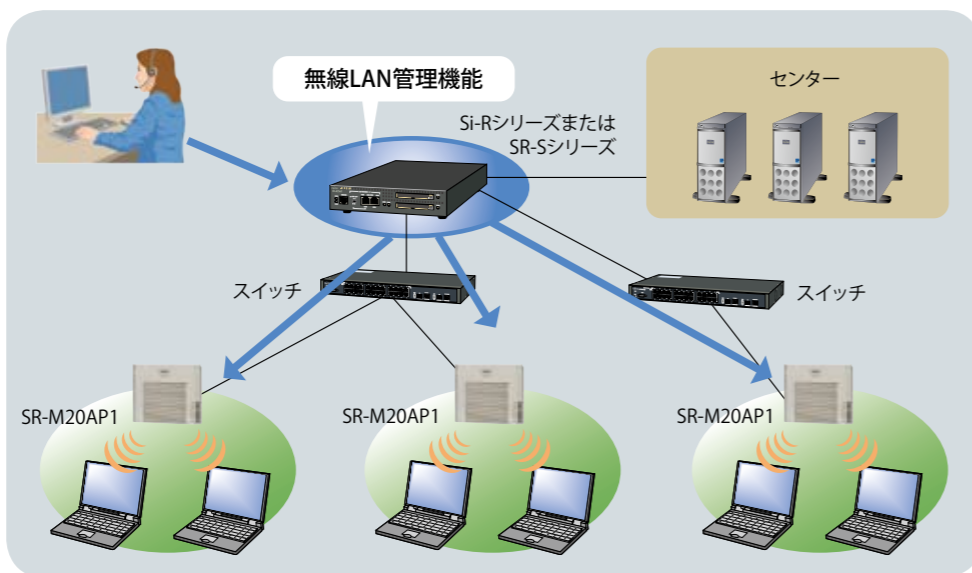 無線LAN管理機能
センター
Si-Rシリーズまたは
SR-Sシリーズ
スイッチ
スイッチ
SR-M20AP1
SR-M20AP1
SR-M20AP1